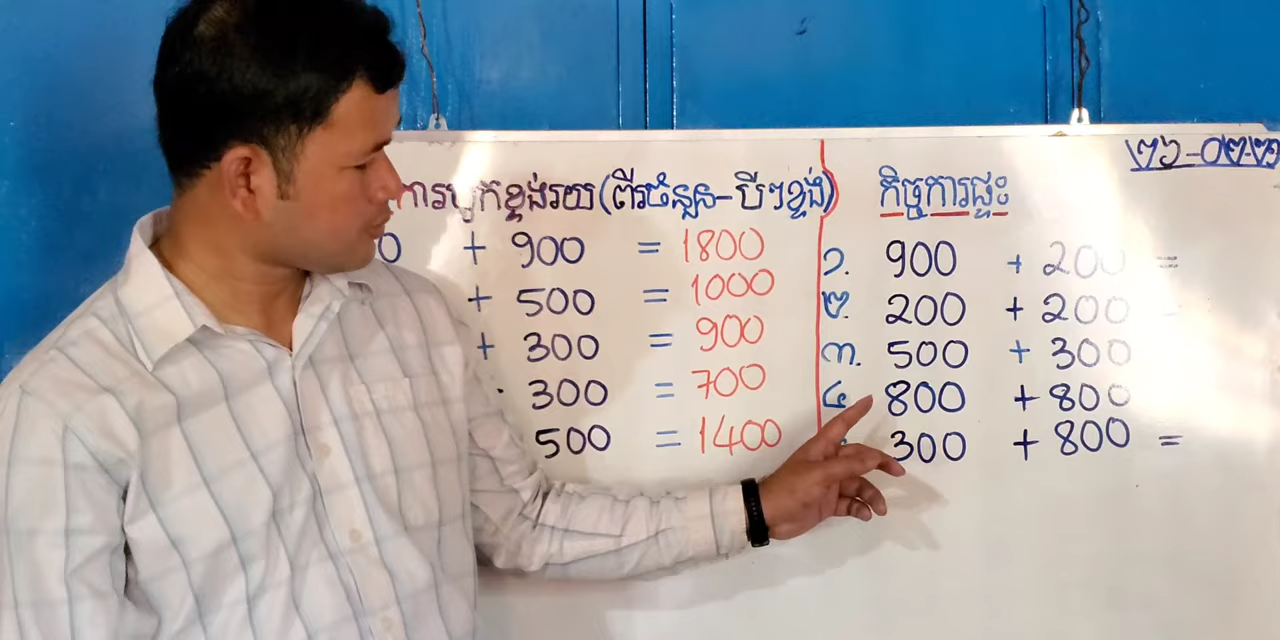 ការបូកខ្ទង់រយ(ពីរចំនួន-បីៗខ្ទង់)
0 + 900 = 1800
+ 500 = 1000
+ 300 = 900
300 = 700
500 = 1400
កិច្ចការផ្ទះ
១. 900 + 200 =
២. 200 + 200 =
៣. 500 + 300
៤. 800 + 800
300 + 800 =